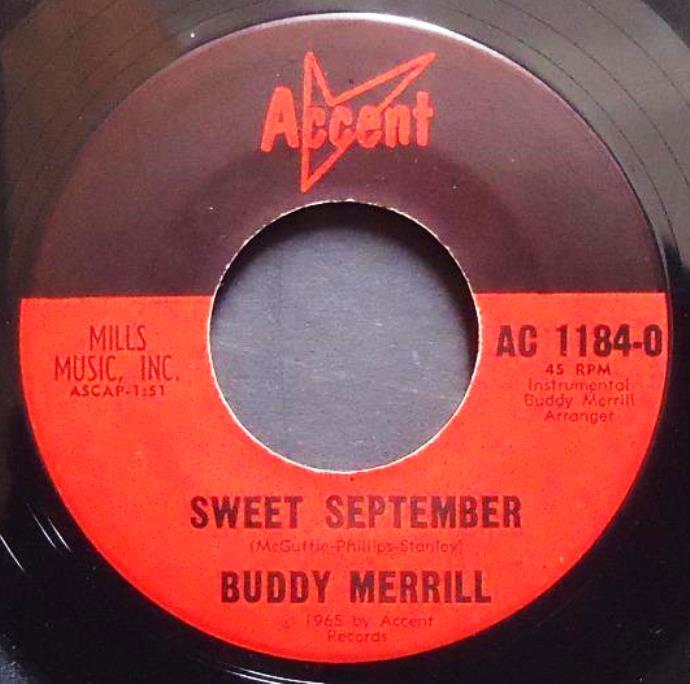 Accent
MILLS
MUSIC, INC.
ASCAP-1:51
AC 1184-0
45 RPM
Instrumental
Buddy Merrill
Arranger
SWEET SEPTEMBER
(McGuffie-Phillips-Stanley)
BUDDY MERRILL
© 1965 by Accent
Records